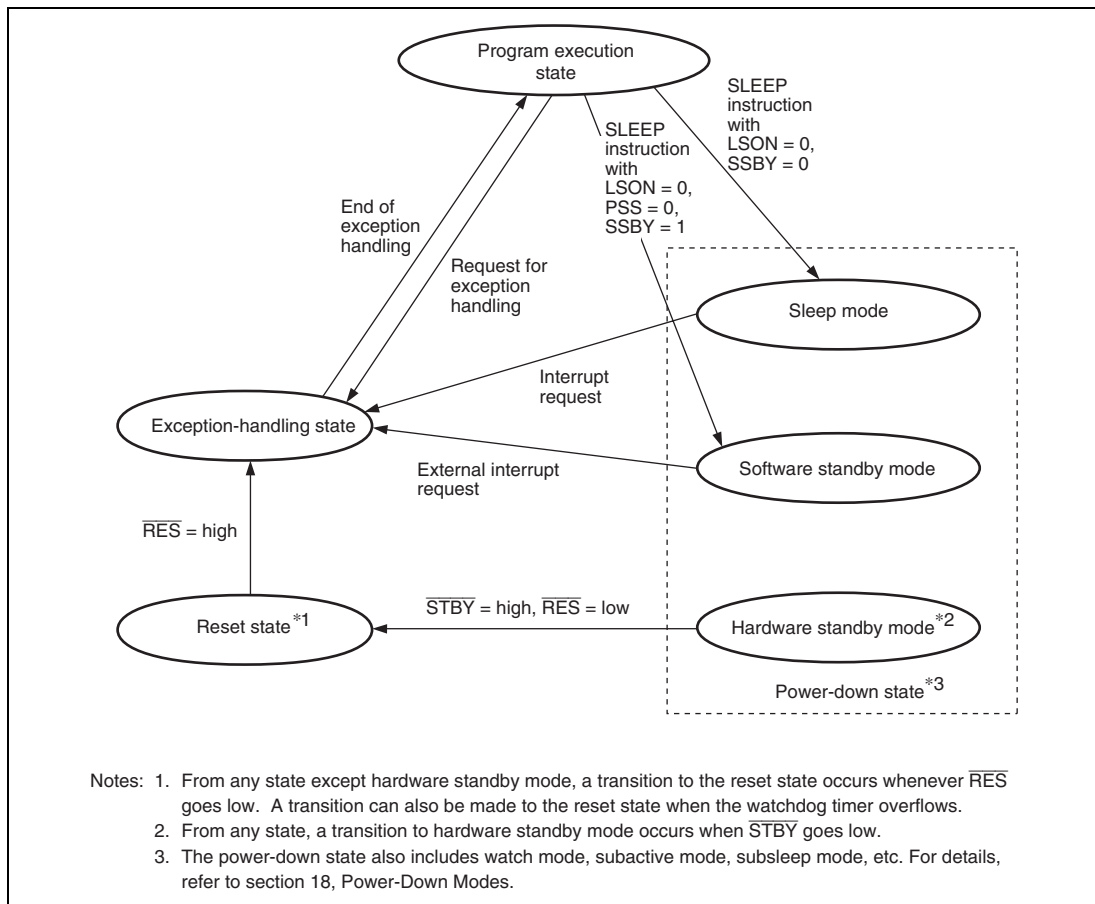 Program execution
state
SLEEP
instruction
with
LSON = 0,
SSBY = 0
SLEEP
instruction
with
LSON = 0,
PSS = 0,
SSBY = 1
End of
exception
handling
Request for
exception
handling
Sleep mode
Interrupt
request
Exception-handling state
Software standby mode
External interrupt
request
R̅E̅S̅ = high
S̅T̅B̅Y̅ = high, R̅E̅S̅ = low
Reset state*1
Hardware standby mode*2
Power-down state*3
Notes: 1. From any state except hardware standby mode, a transition to the reset state occurs whenever R̅E̅S̅
goes low. A transition can also be made to the reset state when the watchdog timer overflows.
2. From any state, a transition to hardware standby mode occurs when S̅T̅B̅Y̅ goes low.
3. The power-down state also includes watch mode, subactive mode, subsleep mode, etc. For details,
refer to section 18, Power-Down Modes.